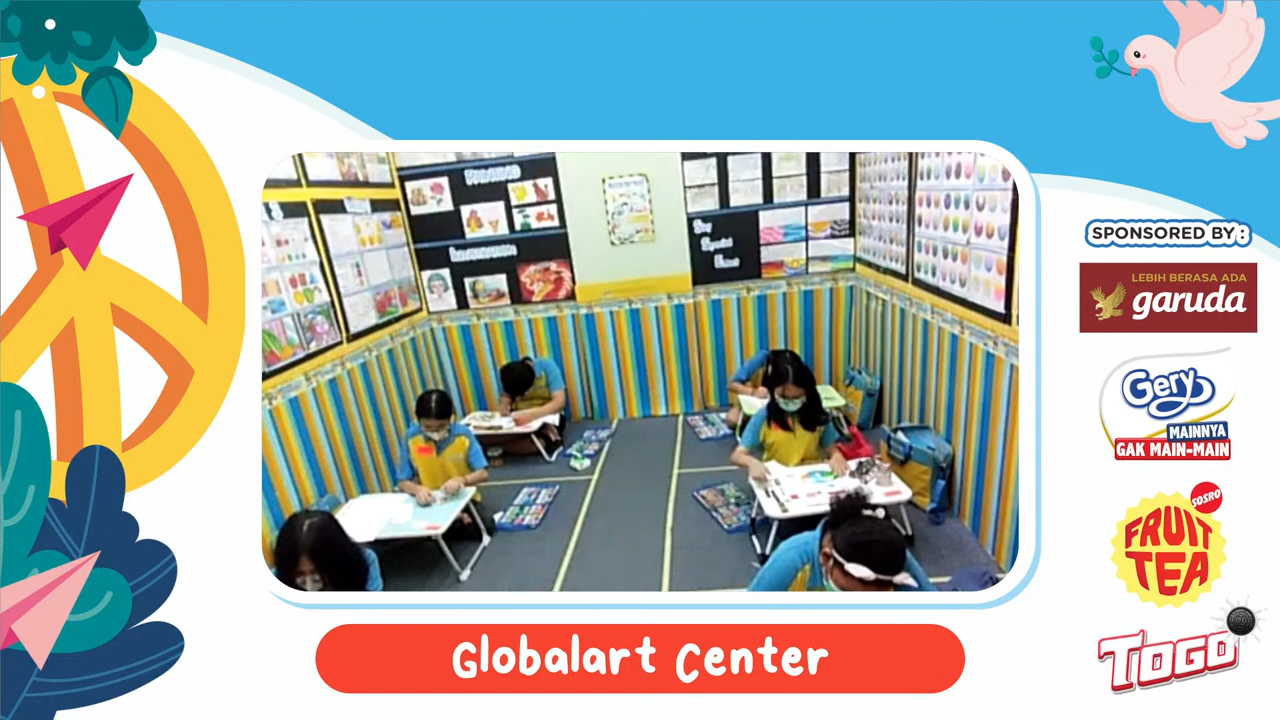 SPONSORED BY :
LEBIH BERASA ADA
garuda
Gery
MAINNYA
GAK MAIN-MAIN
SOSRO
FRUIT
TEA
TOGO
Globalart Center